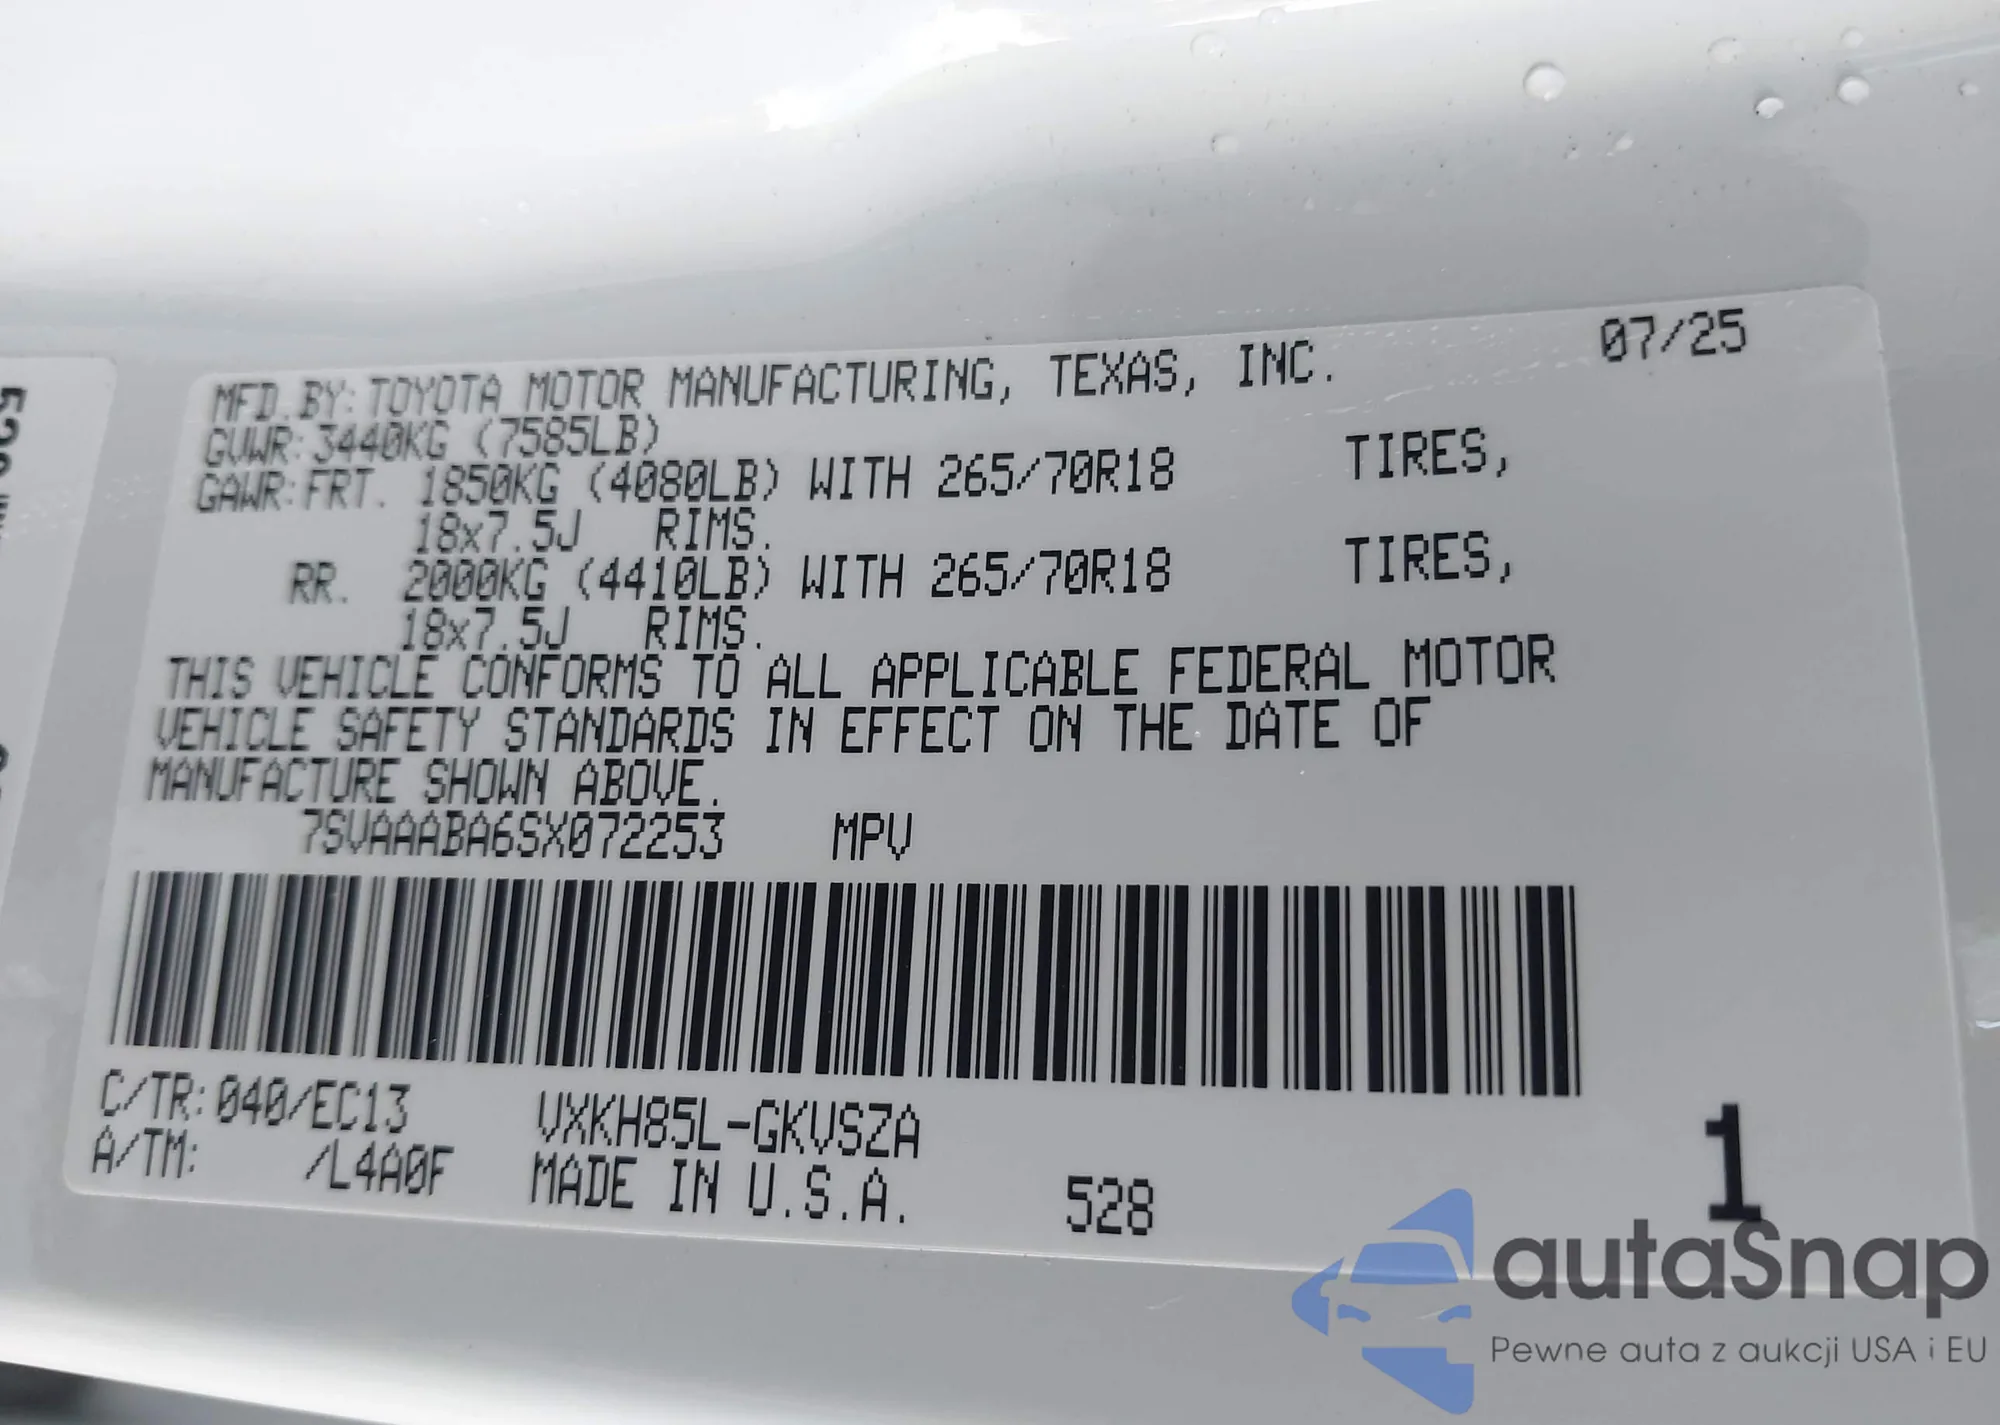 MFD. BY: TOYOTA MOTOR MANUFACTURING, TEXAS, INC. 07/25
GVWR: 3440KG (7585LB)
GAWR: FRT. 1850KG (4080LB) WITH 265/70R18 TIRES,
18x7.5J RIMS.
RR. 2000KG (4410LB) WITH 265/70R18 TIRES,
18x7.5J RIMS.
THIS VEHICLE CONFORMS TO ALL APPLICABLE FEDERAL MOTOR
VEHICLE SAFETY STANDARDS IN EFFECT ON THE DATE OF
MANUFACTURE SHOWN ABOVE.
7SVAAABA6SX072253 MPV
C/TR: 040/EC13 VXKH85L-GKVSZA
A/TM: /L4A0F MADE IN U.S.A. 528 1
autaSnap
Pewne auta z aukcji USA i EU